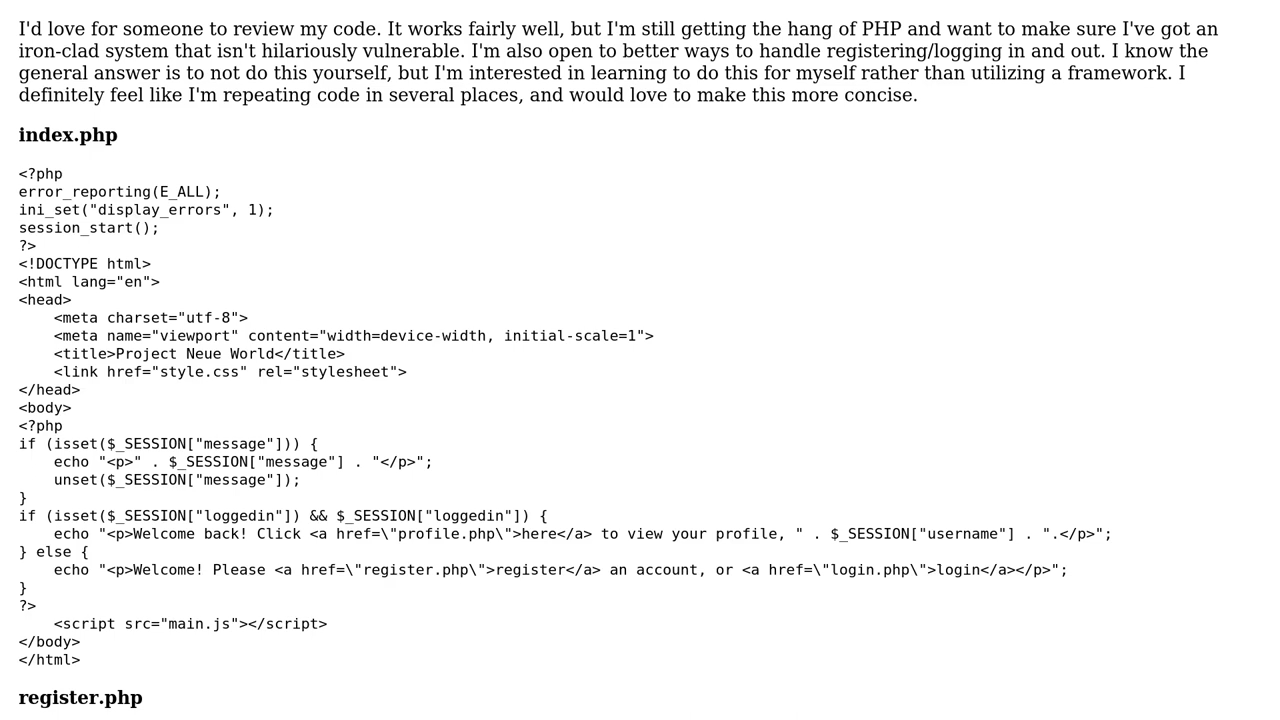 I'd love for someone to review my code. It works fairly well, but I'm still getting the hang of PHP and want to make sure I've got an
iron-clad system that isn't hilariously vulnerable. I'm also open to better ways to handle registering/logging in and out. I know the
general answer is to not do this yourself, but I'm interested in learning to do this for myself rather than utilizing a framework. I
definitely feel like I'm repeating code in several places, and would love to make this more concise.
index.php
<?php
error_reporting(E_ALL);
ini_set("display_errors", 1);
session_start();
?>
<!DOCTYPE html>
<html lang="en">
<head>
    <meta charset="utf-8">
    <meta name="viewport" content="width=device-width, initial-scale=1">
    <title>Project Neue World</title>
    <link href="style.css" rel="stylesheet">
</head>
<body>
<?php
if (isset($_SESSION["message"])) {
    echo "<p>" . $_SESSION["message"] . "</p>";
    unset($_SESSION["message"]);
}
if (isset($_SESSION["loggedin"]) && $_SESSION["loggedin"]) {
    echo "<p>Welcome back! Click <a href=\"profile.php\">here</a> to view your profile, " . $_SESSION["username"] . ".</p>";
} else {
    echo "<p>Welcome! Please <a href=\"register.php\">register</a> an account, or <a href=\"login.php\">login</a></p>";
}
?>
    <script src="main.js"></script>
</body>
</html>
register.php